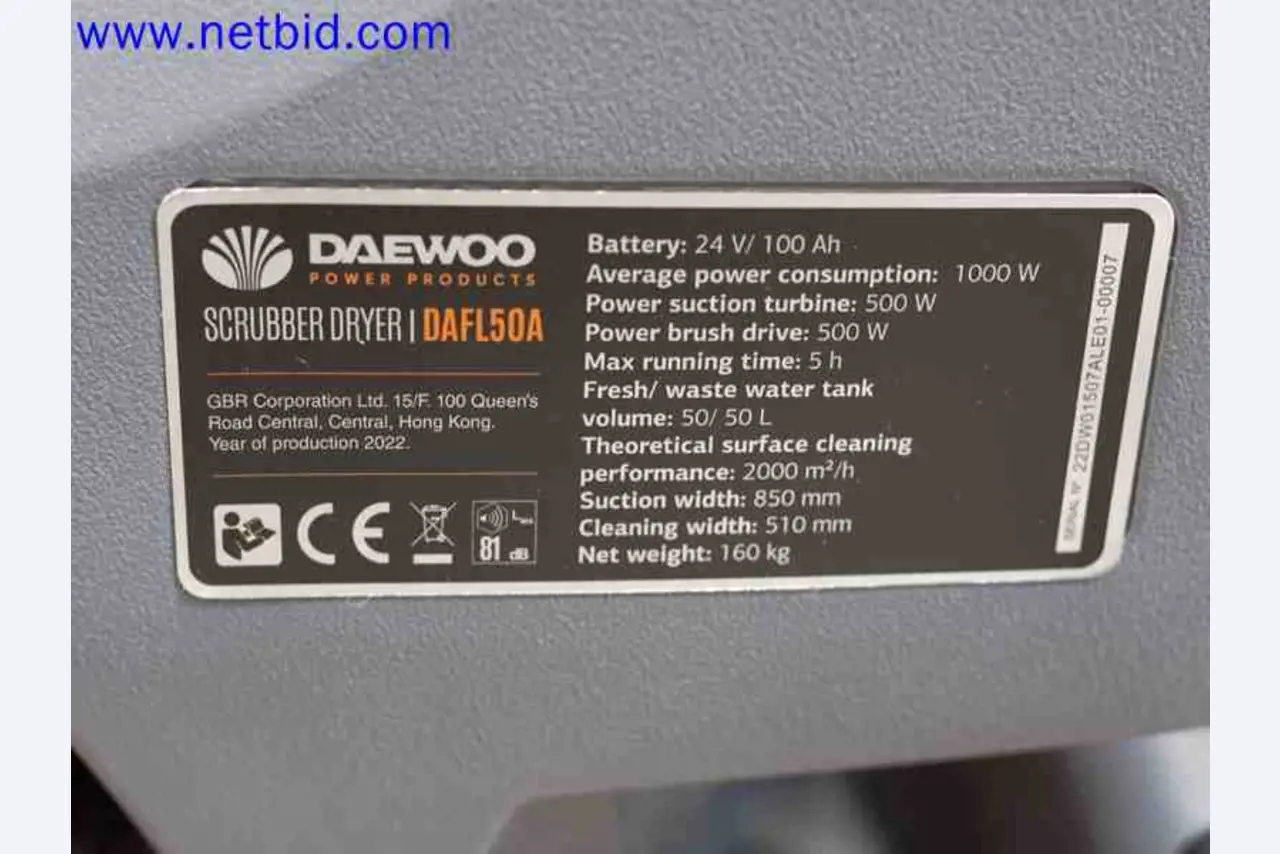 www.netbid.com
DAEWOO
POWER PRODUCTS
SCRUBBER DRYER | DAFL50A
GBR Corporation Ltd. 15/F. 100 Queen's
Road Central, Central, Hong Kong.
Year of production 2022.
CE
81 dB
Battery: 24 V/ 100 Ah
Average power consumption: 1000 W
Power suction turbine: 500 W
Power brush drive: 500 W
Max running time: 5 h
Fresh/ waste water tank
volume: 50/ 50 L
Theoretical surface cleaning
performance: 2000 m²/h
Suction width: 850 mm
Cleaning width: 510 mm
Net weight: 160 kg
SERIAL N° 22DW01507ALE01-00007